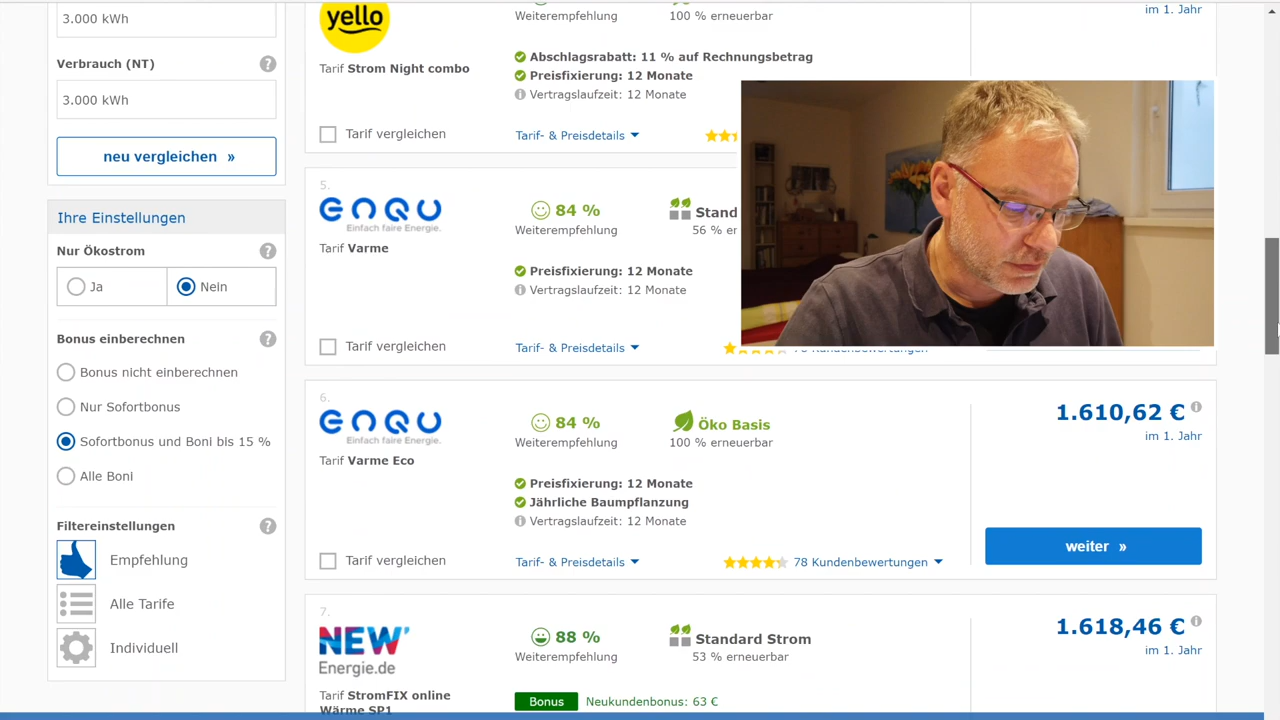 3.000 kWh
Verbrauch (NT)
3.000 kWh
neu vergleichen »
Ihre Einstellungen
Nur Ökostrom
Ja
Nein
Bonus einberechnen
Bonus nicht einberechnen
Nur Sofortbonus
Sofortbonus und Boni bis 15 %
Alle Boni
Filtereinstellungen
Empfehlung
Alle Tarife
Individuell
yello
Tarif Strom Night combo
Weiterempfehlung
100 % erneuerbar
im 1. Jahr
Abschlagsrabatt: 11 % auf Rechnungsbetrag
Preisfixierung: 12 Monate
Vertragslaufzeit: 12 Monate
Tarif vergleichen
Tarif- & Preisdetails
5.
enqu
Einfach faire Energie.
Tarif Varme
84 %
Weiterempfehlung
Stand
56 % er
Preisfixierung: 12 Monate
Vertragslaufzeit: 12 Monate
Tarif vergleichen
Tarif- & Preisdetails
Kundenbewertungen
6.
enqu
Einfach faire Energie.
Tarif Varme Eco
84 %
Weiterempfehlung
Öko Basis
100 % erneuerbar
1.610,62 €
im 1. Jahr
Preisfixierung: 12 Monate
Jährliche Baumpflanzung
Vertragslaufzeit: 12 Monate
weiter »
Tarif vergleichen
Tarif- & Preisdetails
78 Kundenbewertungen
7.
NEW'
Energie.de
Tarif StromFIX online
Wärme SP1
88 %
Weiterempfehlung
Standard Strom
53 % erneuerbar
1.618,46 €
im 1. Jahr
Bonus
Neukundenbonus: 63 €